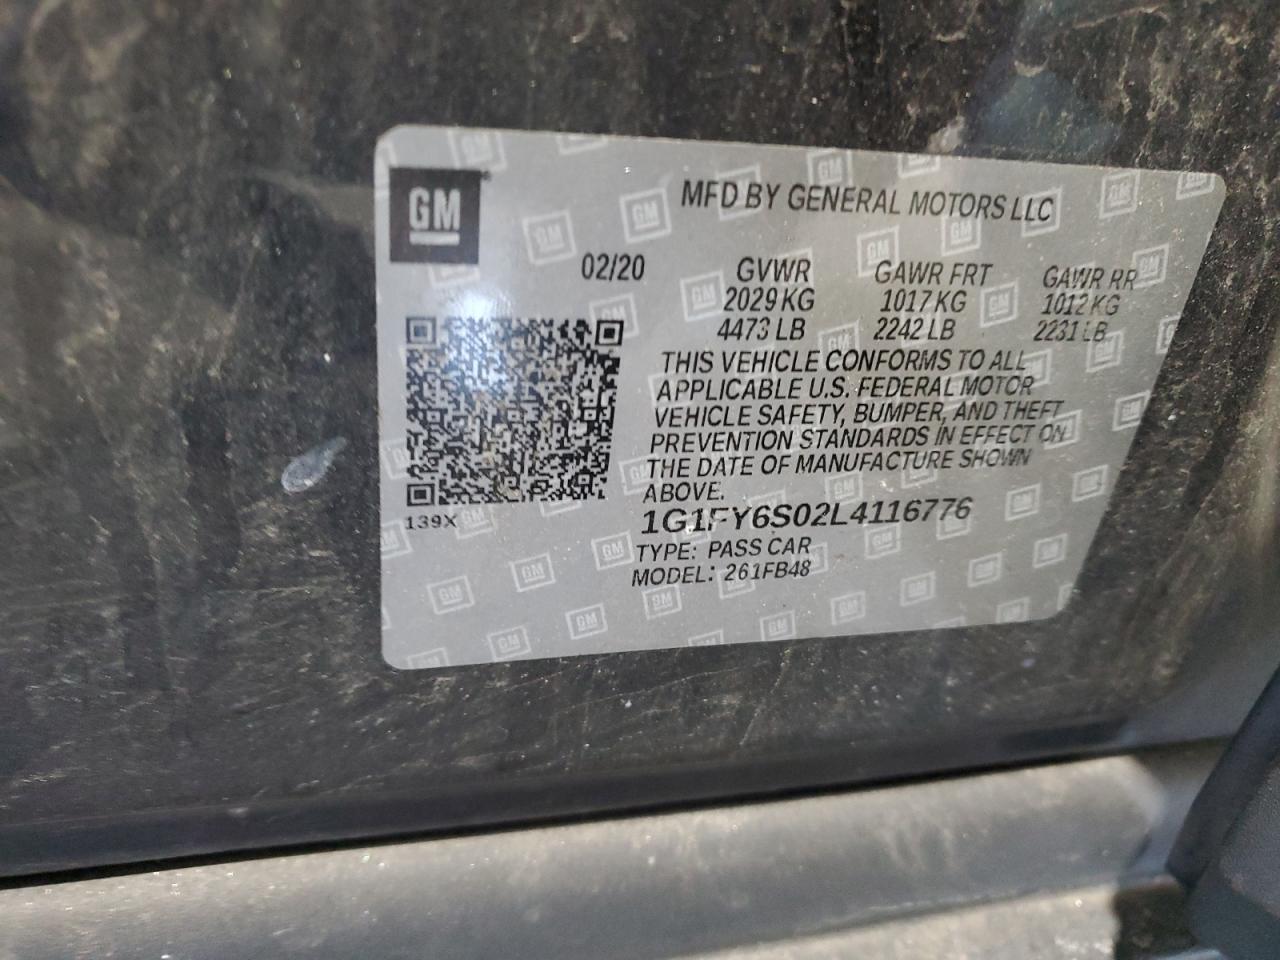 GM
MFD BY GENERAL MOTORS LLC
02/20 GVWR GAWR FRT GAWR RR
2029 KG 1017 KG 1012 KG
4473 LB 2242 LB 2231 LB
THIS VEHICLE CONFORMS TO ALL
APPLICABLE U.S. FEDERAL MOTOR
VEHICLE SAFETY, BUMPER, AND THEFT
PREVENTION STANDARDS IN EFFECT ON
THE DATE OF MANUFACTURE SHOWN
ABOVE.
139X
1G1FY6S02L4116776
TYPE: PASS CAR
MODEL: 261FB48